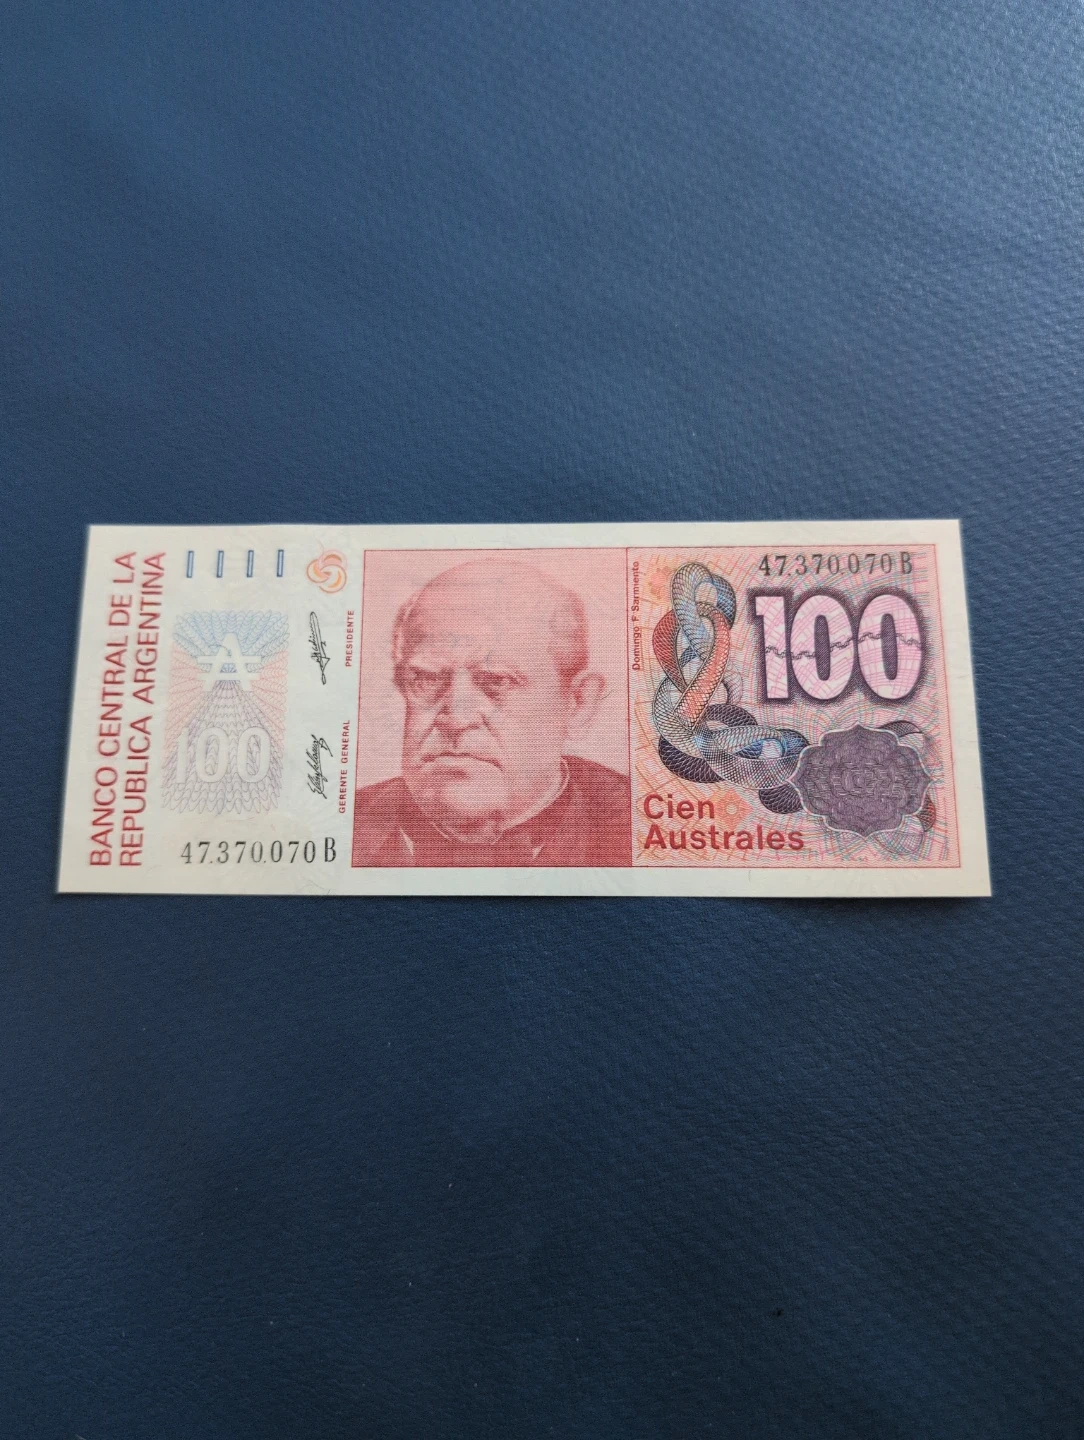 BANCO CENTRAL DE LA
REPUBLICA ARGENTINA
A
100
47.370.070 B
PRESIDENTE
GERENTE GENERAL
Domingo F Sarmiento
47.370.070 B
100
Cien
Australes